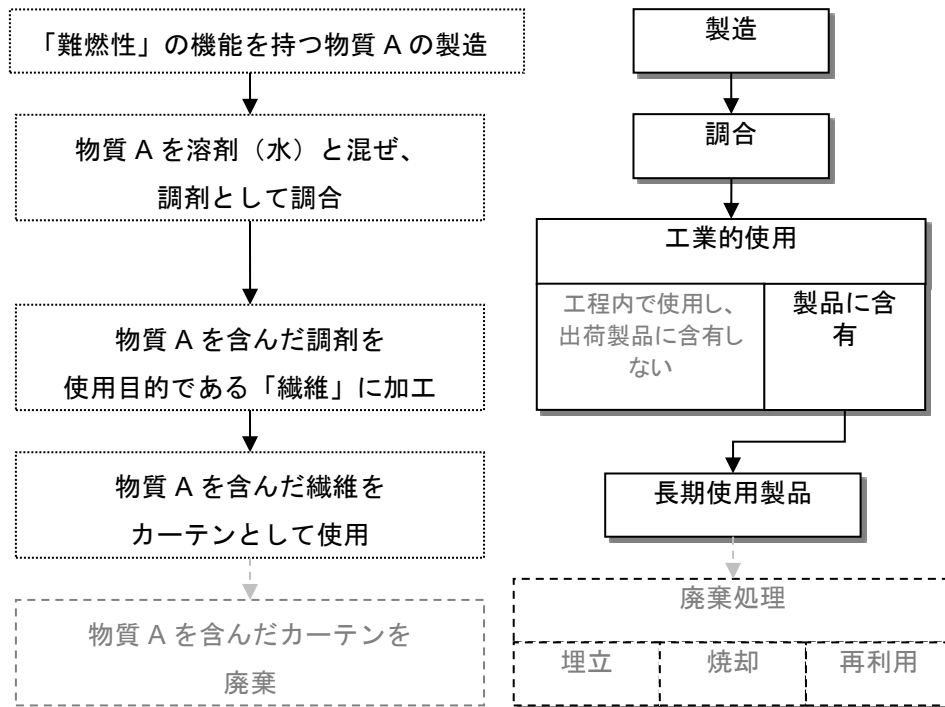 「難燃性」の機能を持つ物質 A の製造
物質 A を溶剤（水）と混ぜ、
調剤として調合
物質 A を含んだ調剤を
使用目的である「繊維」に加工
物質 A を含んだ繊維を
カーテンとして使用
物質 A を含んだカーテンを
廃棄
製造
調合
工業的使用
工程内で使用し、
出荷製品に含有し
ない
製品に含
有
長期使用製品
廃棄処理
埋立
焼却
再利用